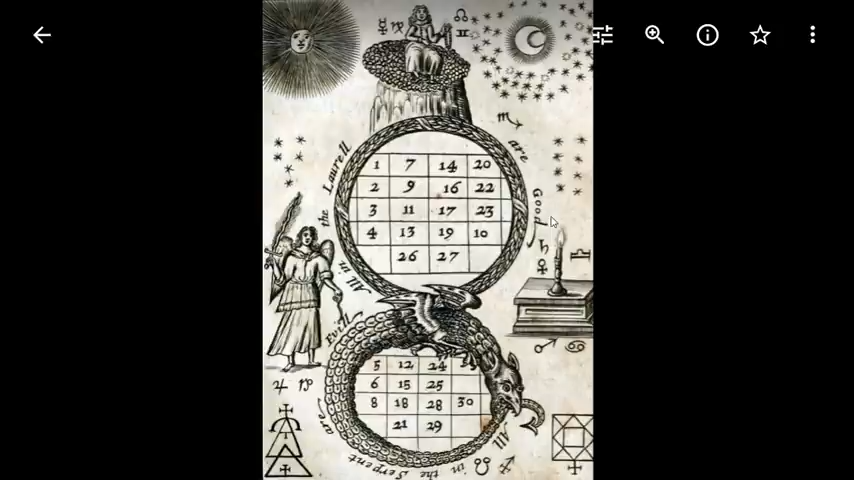 All in the Laurell are Good
1 7 14 20
2 9 16 22
3 11 17 23
4 13 19 10
26 27
All in the Serpent are Evill
5 12 24
6 15 25
8 18 28 30
21 29